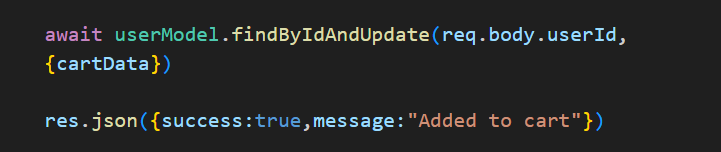 await userModel.findByIdAndUpdate(req.body.userId,
{cartData})
res.json({success:true,message:"Added to cart"})